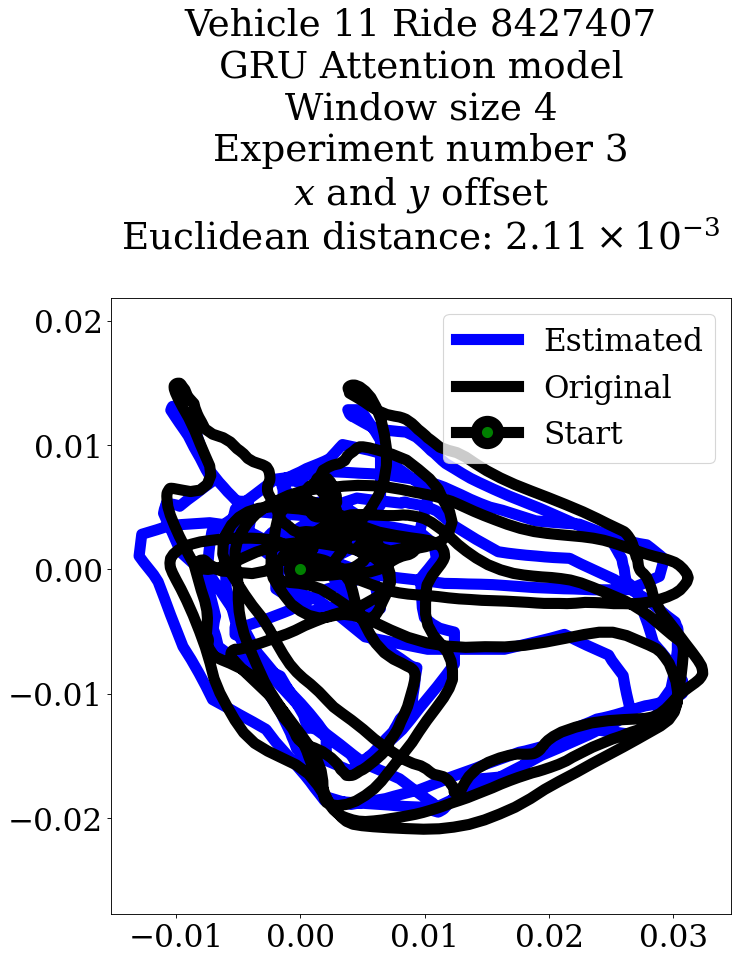 Vehicle 11 Ride 8427407
GRU Attention model
Window size 4
Experiment number 3
x and y offset
Euclidean distance: 2.11 × 10⁻³
Estimated
Original
Start
0.02
0.01
0.00
−0.01
−0.02
−0.01 0.00 0.01 0.02 0.03